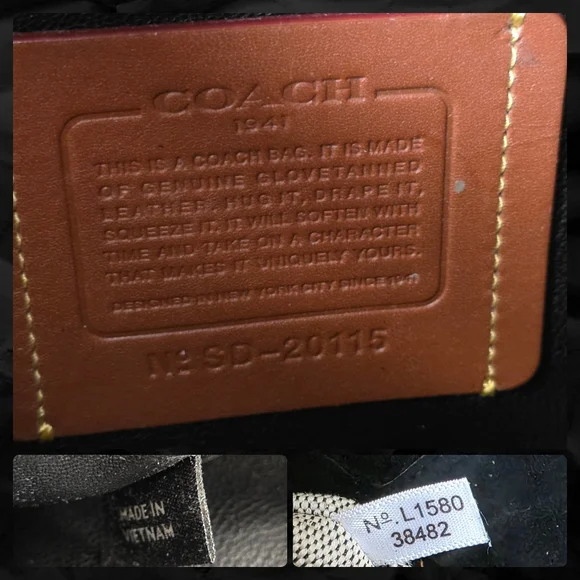 COACH
1941
THIS IS A COACH BAG. IT IS MADE
OF GENUINE GLOVETANNED
LEATHER. HUG IT, DRAPE IT,
SQUEEZE IT, IT WILL SOFTEN WITH
TIME AND TAKE ON A CHARACTER
THAT MAKES IT UNIQUELY YOURS.
DESIGNED IN NEW YORK CITY SINCE 1941
Nº SD-20115
MADE IN
VIETNAM
Nº. L1580
38482